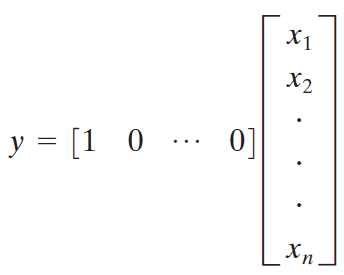 x₁
x₂
.
y = [1 0 ⋯ 0]
.
.
xₙ